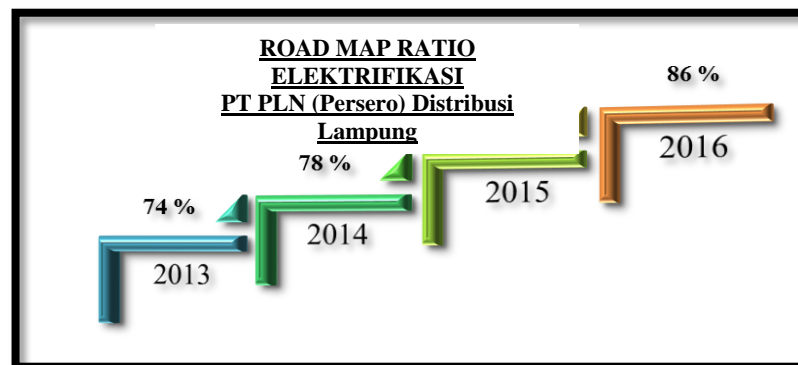 ROAD MAP RATIO
ELEKTRIFIKASI
PT PLN (Persero) Distribusi
Lampung
86 %
2016
78 %
2015
74 %
2014
2013